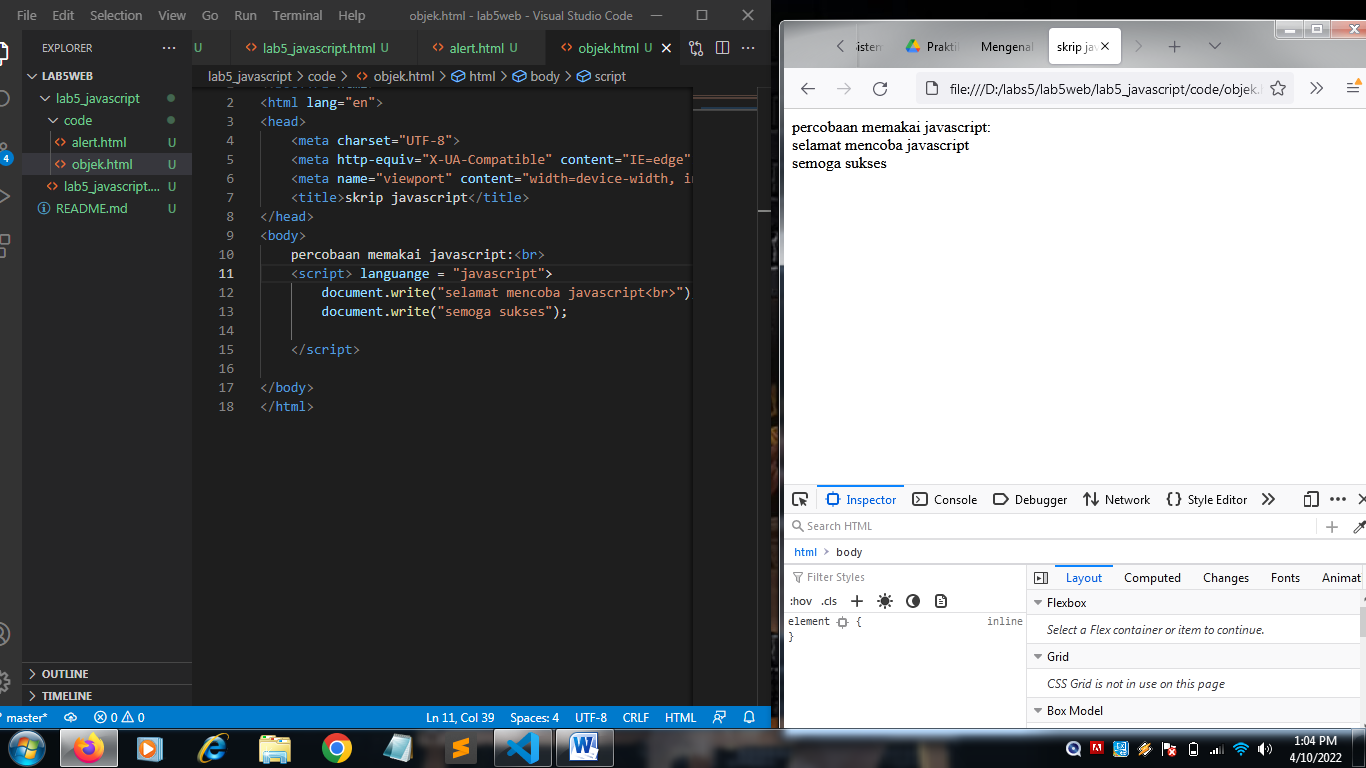 File Edit Selection View Go Run Terminal Help objek.html - lab5web - Visual Studio Code
EXPLORER
U lab5_javascript.html U alert.html U objek.html U
LAB5WEB
lab5_javascript
code
alert.html U
objek.html U
lab5_javascript.... U
README.md U
4
OUTLINE
TIMELINE
lab5_javascript > code > objek.html > html > body > script
2 <html lang="en">
3 <head>
4 <meta charset="UTF-8">
5 <meta http-equiv="X-UA-Compatible" content="IE=edge"
6 <meta name="viewport" content="width=device-width, in
7 <title>skrip javascript</title>
8 </head>
9 <body>
10 percobaan memakai javascript:<br>
11 <script> languange = "javascript">
12 document.write("selamat mencoba javascript<br>")
13 document.write("semoga sukses");
14
15 </script>
16
17 </body>
18 </html>
master* 0 0 Ln 11, Col 39 Spaces: 4 UTF-8 CRLF HTML
sistem Prakti Mengenal skrip jav
file:///D:/labs5/lab5web/lab5_javascript/code/objek.h
percobaan memakai javascript:
selamat mencoba javascript
semoga sukses
Inspector Console Debugger Network Style Editor
Search HTML
html > body
Filter Styles
:hov .cls
element { inline
}
Layout Computed Changes Fonts Animat
Flexbox
Select a Flex container or item to continue.
Grid
CSS Grid is not in use on this page
Box Model
1:04 PM
4/10/2022